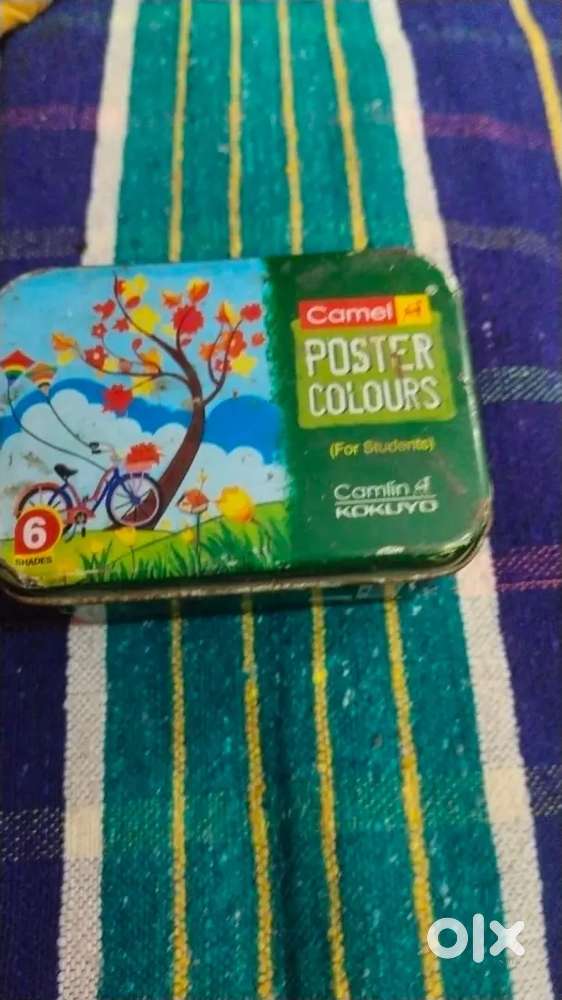 Camel
POSTER
COLOURS
(For Students)
Camlin
KOKUYO
6
SHADES
olx